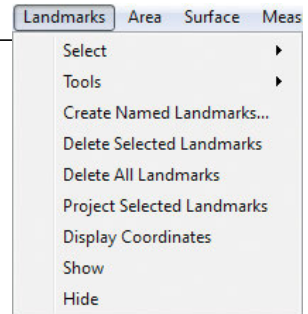 Landmarks Area Surface Meas
Select
Tools
Create Named Landmarks...
Delete Selected Landmarks
Delete All Landmarks
Project Selected Landmarks
Display Coordinates
Show
Hide